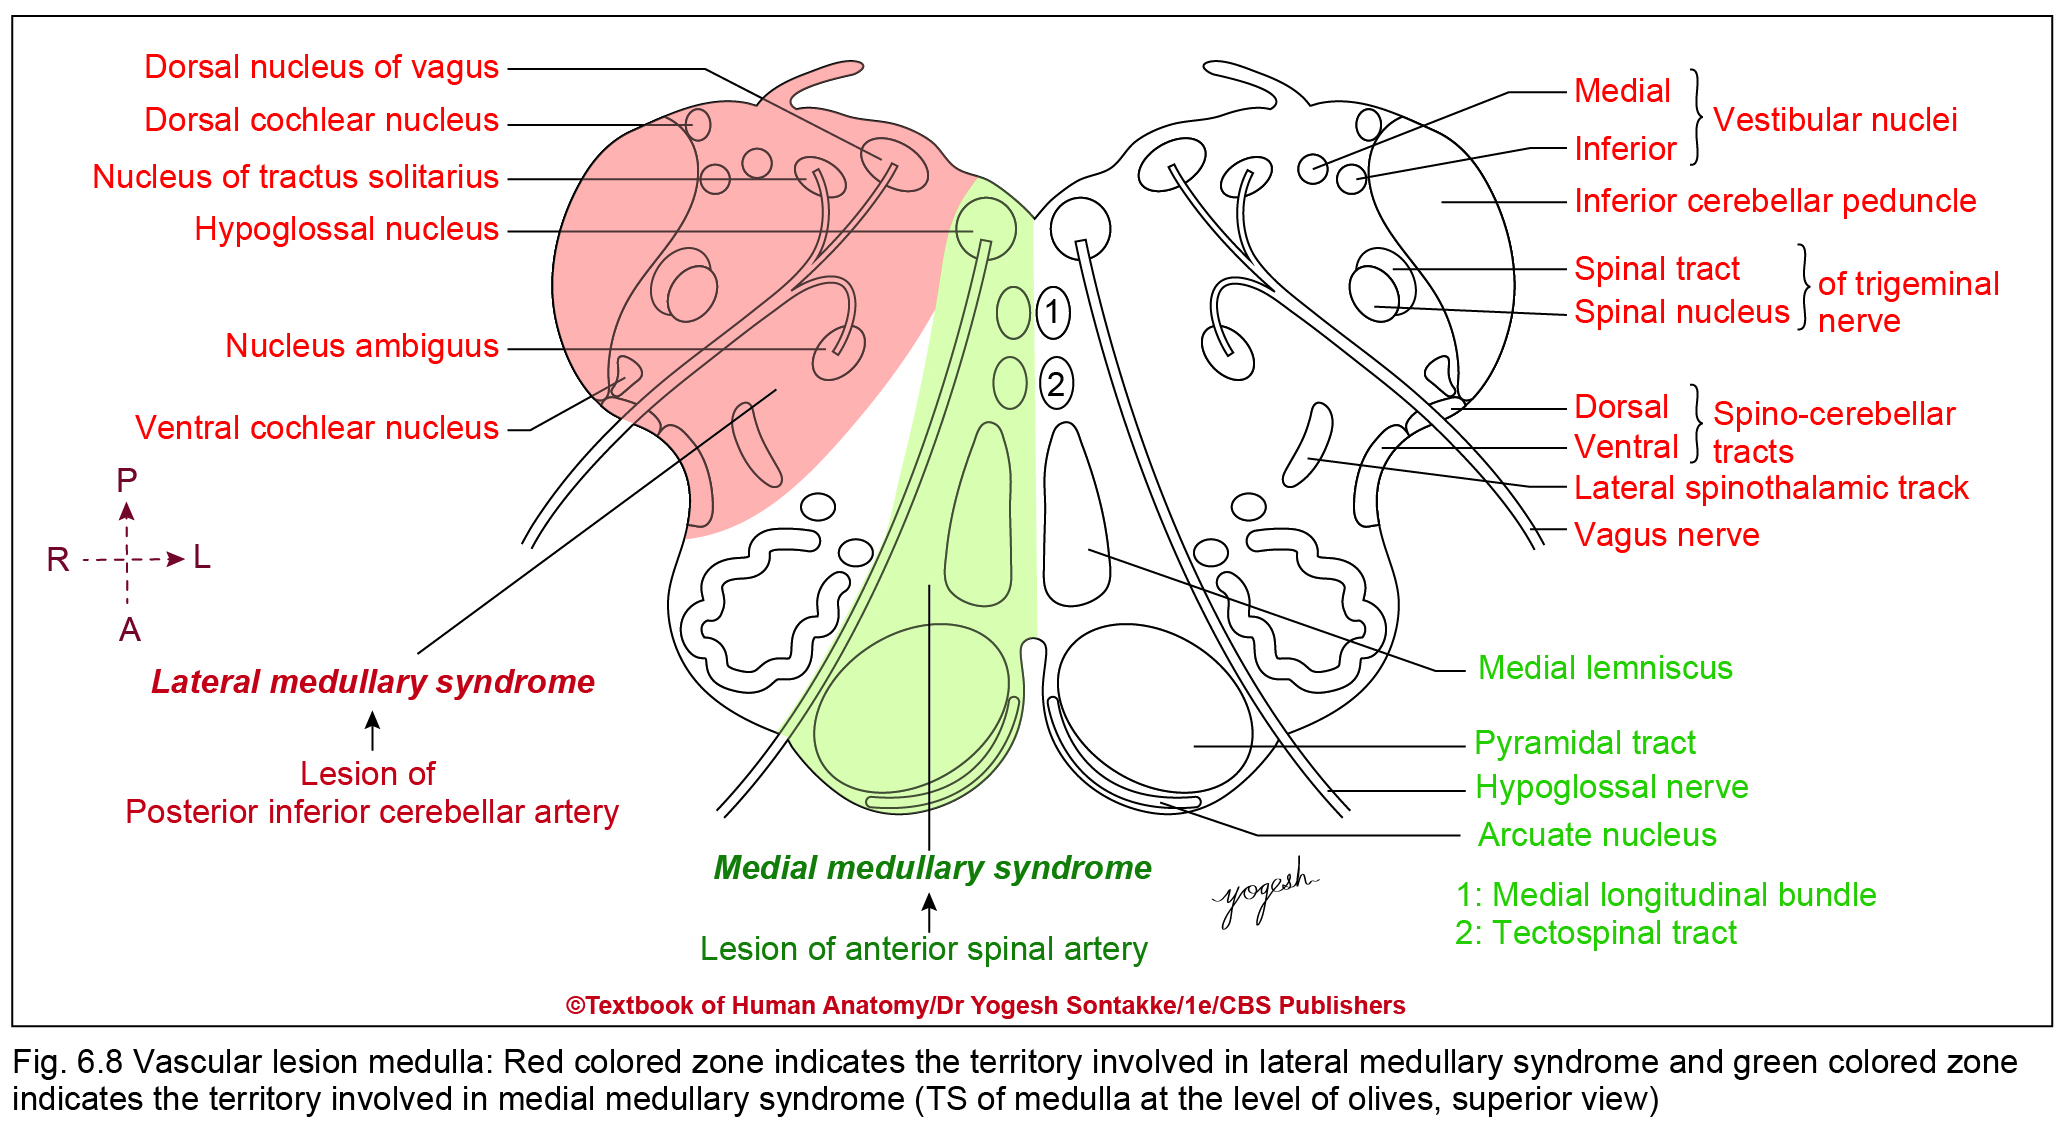 Dorsal nucleus of vagus
Dorsal cochlear nucleus
Nucleus of tractus solitarius
Hypoglossal nucleus
Nucleus ambiguus
Ventral cochlear nucleus
P
R
L
A
Lateral medullary syndrome
Lesion of
Posterior inferior cerebellar artery
1
2
Medial medullary syndrome
Lesion of anterior spinal artery
Medial
Inferior
Vestibular nuclei
Inferior cerebellar peduncle
Spinal tract
Spinal nucleus
of trigeminal
nerve
Dorsal
Ventral
Spino-cerebellar
tracts
Lateral spinothalamic track
Vagus nerve
Medial lemniscus
Pyramidal tract
Hypoglossal nerve
Arcuate nucleus
yogesh
1: Medial longitudinal bundle
2: Tectospinal tract
©Textbook of Human Anatomy/Dr Yogesh Sontakke/1e/CBS Publishers
Fig. 6.8 Vascular lesion medulla: Red colored zone indicates the territory involved in lateral medullary syndrome and green colored zone
indicates the territory involved in medial medullary syndrome (TS of medulla at the level of olives, superior view)